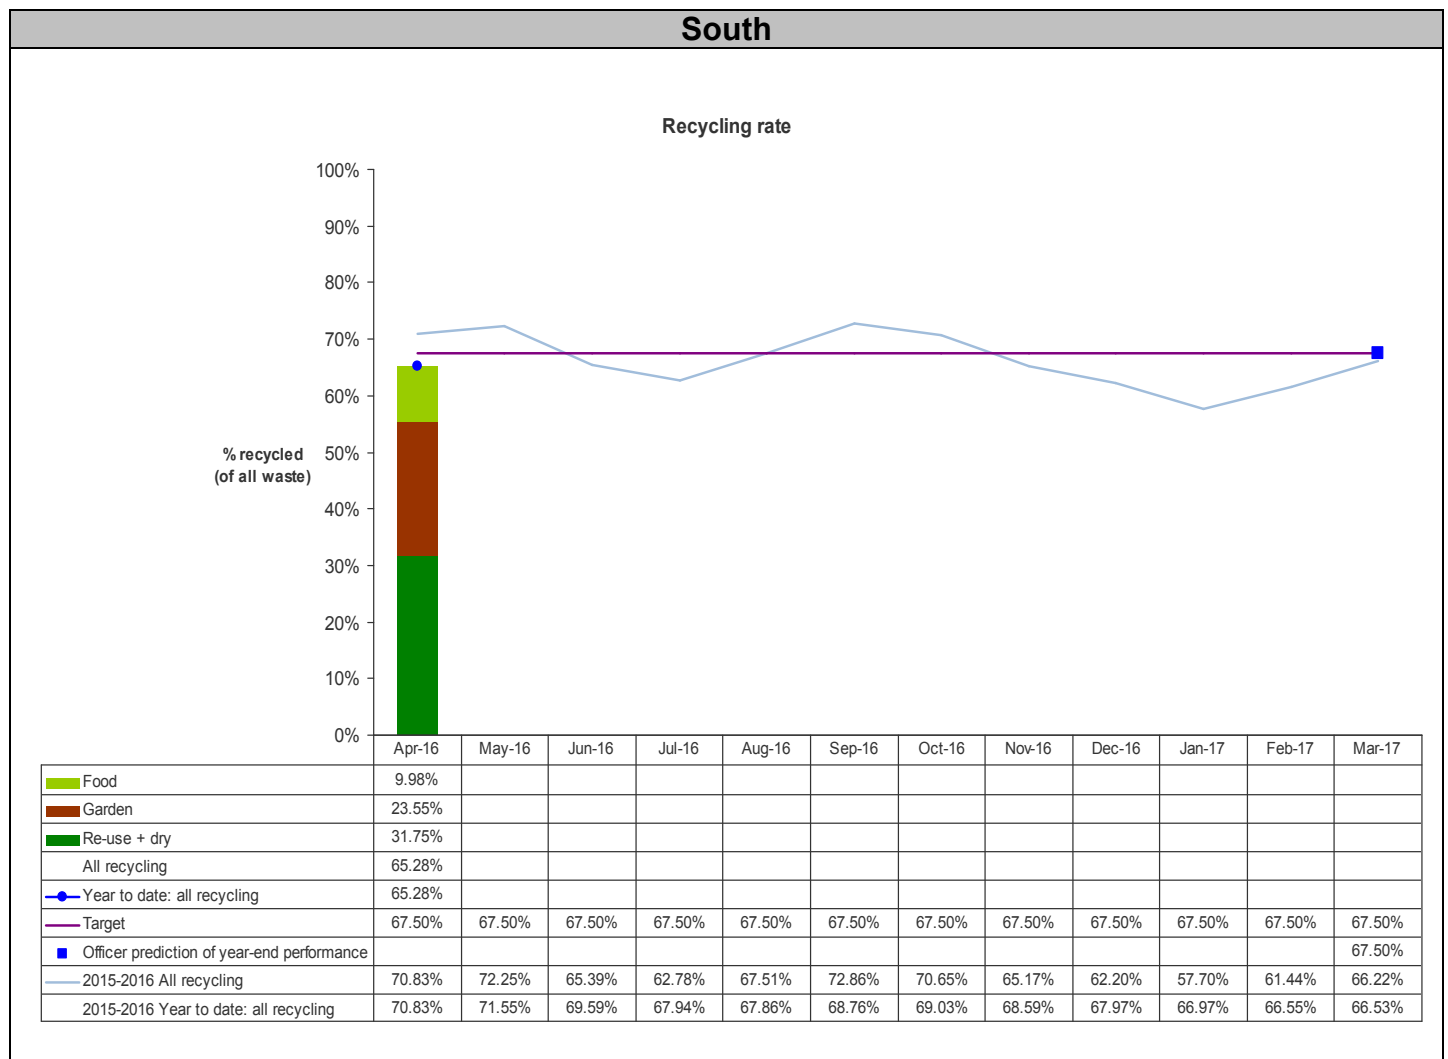 South
Recycling rate
100%
90%
80%
70%
60%
50%
40%
30%
20%
10%
0%
% recycled
(of all waste)
Apr-16 May-16 Jun-16 Jul-16 Aug-16 Sep-16 Oct-16 Nov-16 Dec-16 Jan-17 Feb-17 Mar-17
Food 9.98%
Garden 23.55%
Re-use + dry 31.75%
All recycling 65.28%
Year to date: all recycling 65.28%
Target 67.50% 67.50% 67.50% 67.50% 67.50% 67.50% 67.50% 67.50% 67.50% 67.50% 67.50% 67.50%
Officer prediction of year-end performance 67.50%
2015-2016 All recycling 70.83% 72.25% 65.39% 62.78% 67.51% 72.86% 70.65% 65.17% 62.20% 57.70% 61.44% 66.22%
2015-2016 Year to date: all recycling 70.83% 71.55% 69.59% 67.94% 67.86% 68.76% 69.03% 68.59% 67.97% 66.97% 66.55% 66.53%